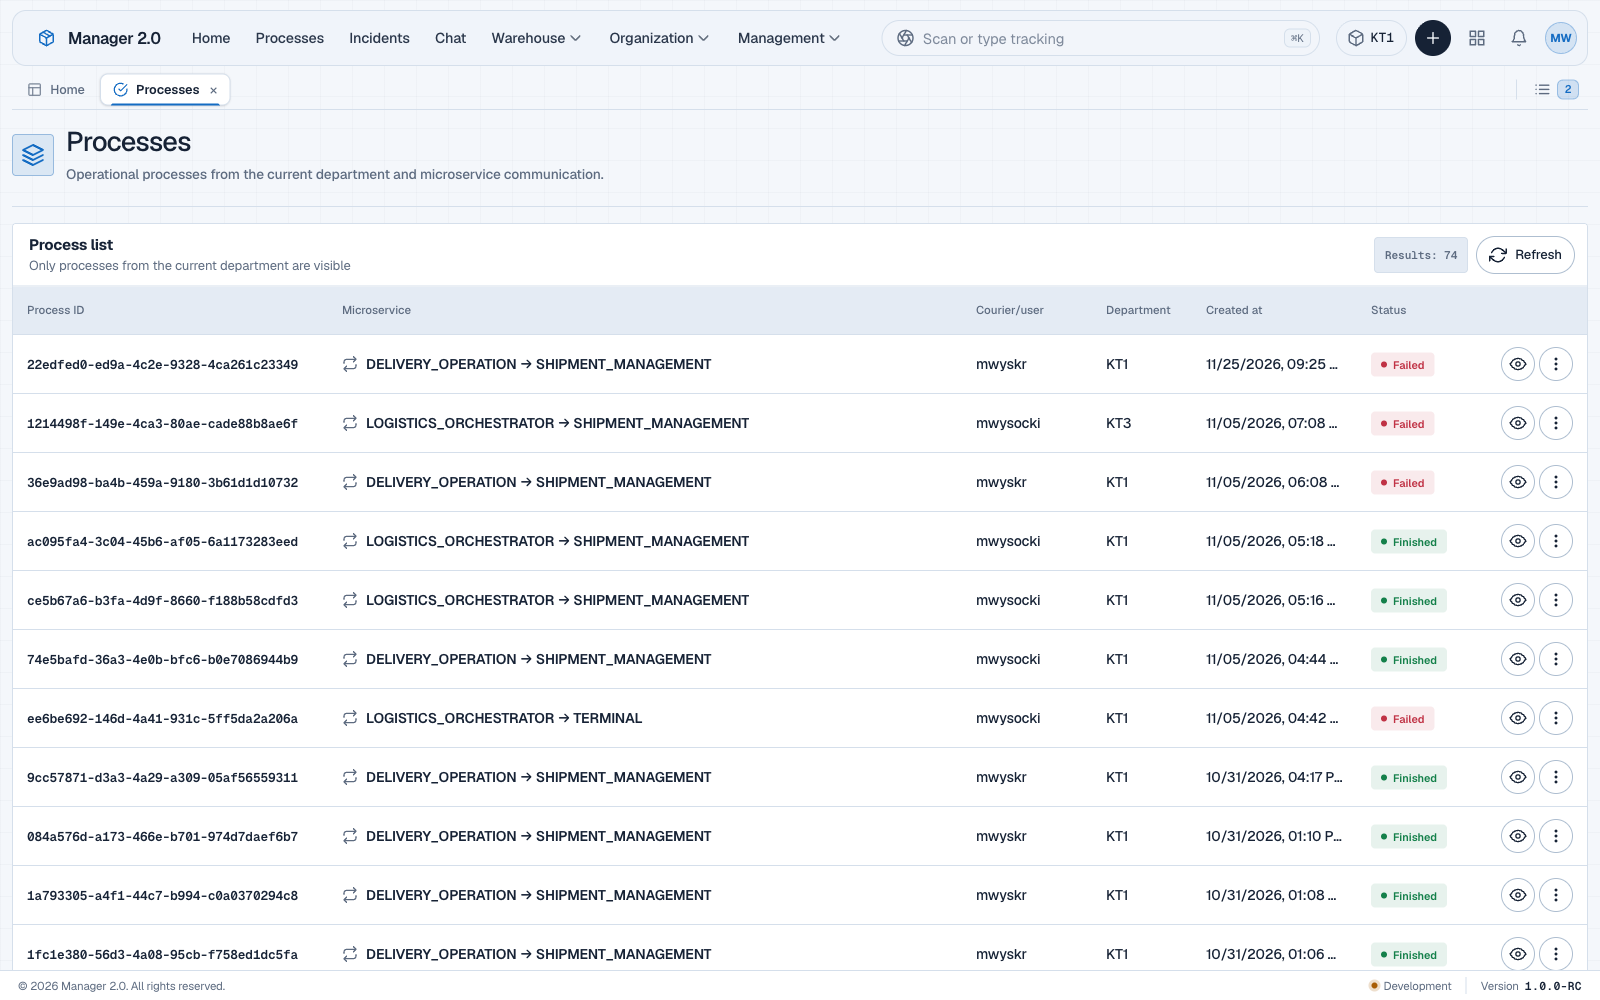 Manager 2.0 Home Processes Incidents Chat Warehouse Organization Management Scan or type tracking ⌘K KT1 MW
Home Processes × 2
Processes
Operational processes from the current department and microservice communication.
Process list
Only processes from the current department are visible
Results: 74 Refresh
Process ID Microservice Courier/user Department Created at Status
22edfed0-ed9a-4c2e-9328-4ca261c23349 DELIVERY_OPERATION → SHIPMENT_MANAGEMENT mwyskr KT1 11/25/2026, 09:25 ... Failed
1214498f-149e-4ca3-80ae-cade88b8ae6f LOGISTICS_ORCHESTRATOR → SHIPMENT_MANAGEMENT mwysocki KT3 11/05/2026, 07:08 ... Failed
36e9ad98-ba4b-459a-9180-3b61d1d10732 DELIVERY_OPERATION → SHIPMENT_MANAGEMENT mwyskr KT1 11/05/2026, 06:08 ... Failed
ac095fa4-3c04-45b6-af05-6a1173283eed LOGISTICS_ORCHESTRATOR → SHIPMENT_MANAGEMENT mwysocki KT1 11/05/2026, 05:18 ... Finished
ce5b67a6-b3fa-4d9f-8660-f188b58cdfd3 LOGISTICS_ORCHESTRATOR → SHIPMENT_MANAGEMENT mwysocki KT1 11/05/2026, 05:16 ... Finished
74e5bafd-36a3-4e0b-bfc6-b0e7086944b9 DELIVERY_OPERATION → SHIPMENT_MANAGEMENT mwysocki KT1 11/05/2026, 04:44 ... Finished
ee6be692-146d-4a41-931c-5ff5da2a206a LOGISTICS_ORCHESTRATOR → TERMINAL mwysocki KT1 11/05/2026, 04:42 ... Failed
9cc57871-d3a3-4a29-a309-05af56559311 DELIVERY_OPERATION → SHIPMENT_MANAGEMENT mwyskr KT1 10/31/2026, 04:17 P... Finished
084a576d-a173-466e-b701-974d7daef6b7 DELIVERY_OPERATION → SHIPMENT_MANAGEMENT mwyskr KT1 10/31/2026, 01:10 P... Finished
1a793305-a4f1-44c7-b994-c0a0370294c8 DELIVERY_OPERATION → SHIPMENT_MANAGEMENT mwyskr KT1 10/31/2026, 01:08 ... Finished
1fc1e380-56d3-4a08-95cb-f758ed1dc5fa DELIVERY_OPERATION → SHIPMENT_MANAGEMENT mwyskr KT1 10/31/2026, 01:06 ... Finished
© 2026 Manager 2.0. All rights reserved. Development Version 1.0.0-RC